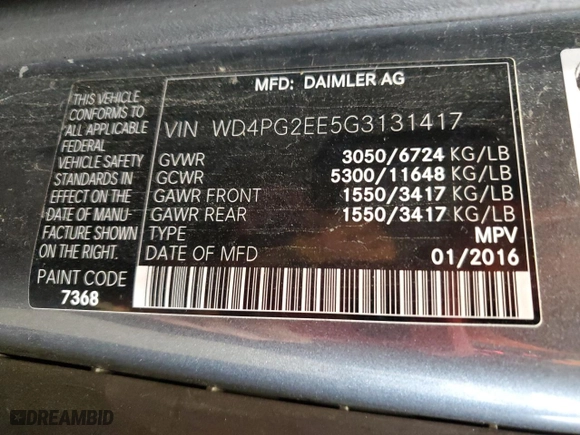 MFD: DAIMLER AG
THIS VEHICLE
CONFORMS TO
ALL APPLICABLE
FEDERAL
VEHICLE SAFETY
STANDARDS IN
EFFECT ON THE
DATE OF MANU-
FACTURE SHOWN
ON THE RIGHT.
PAINT CODE
7368
VIN WD4PG2EE5G3131417
GVWR 3050/6724 KG/LB
GCWR 5300/11648 KG/LB
GAWR FRONT 1550/3417 KG/LB
GAWR REAR 1550/3417 KG/LB
TYPE MPV
DATE OF MFD 01/2016
DREAMBID